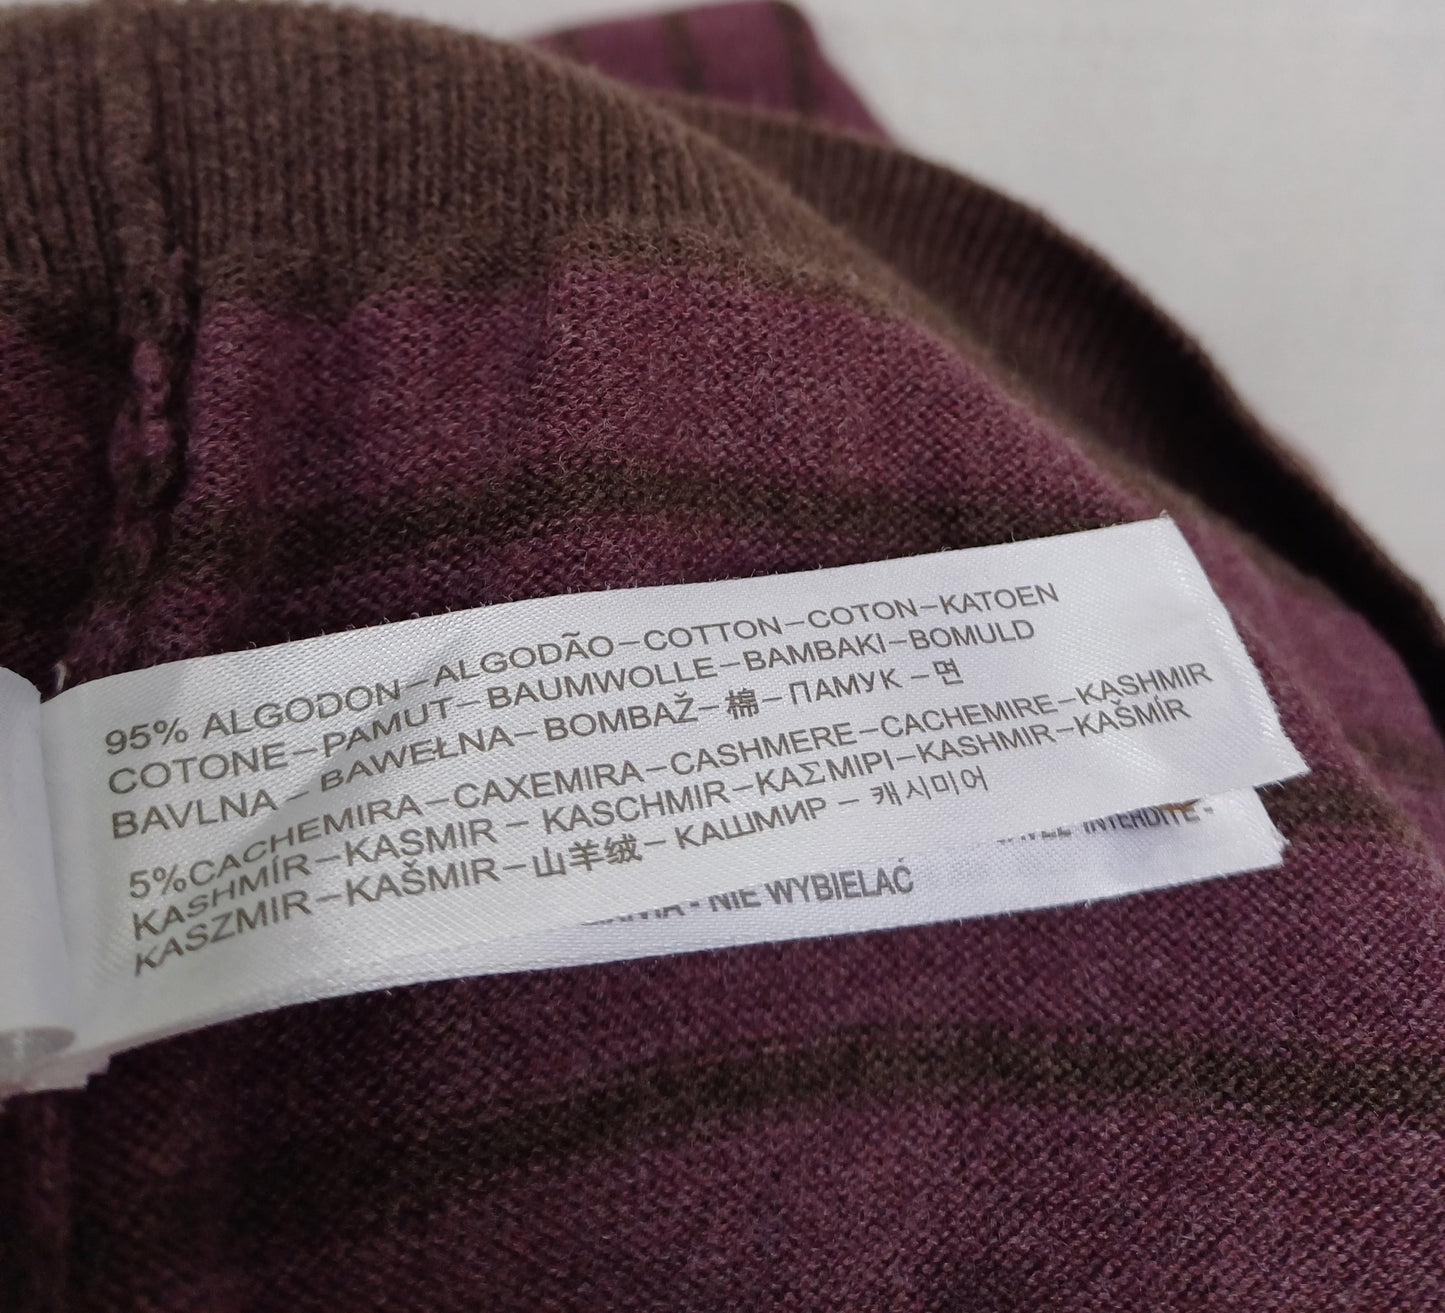 95% ALGODON-ALGODÃO-COTTON-COTON-KATOEN
COTONE-PAMUT-BAUMWOLLE-BAMBAKI-BOMULD
BAVLNA-BAWEŁNA-BOMBAŽ-棉-ПАМУК-면
5%CACHEMIRA-CAXEMIRA-CASHMERE-CACHEMIRE-KASHMIR
KASHMÍR-KASMIR-KASCHMIR-KAΣMIPI-KASHMIR-KAŠMÍR
KASZMIR-KAŠMIR-山羊绒-КАШМИР-캐시미어
INTERDITE -
- NIE WYBIELAĆ